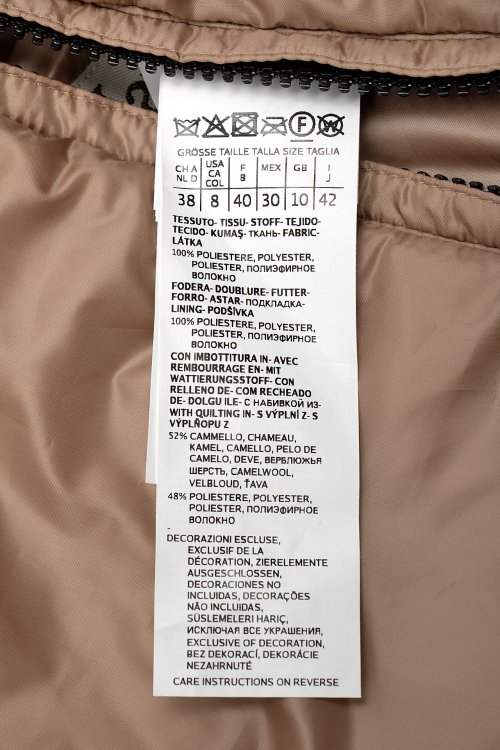 F
GRÖSSE TAILLE TALLA SIZE TAGLIA
CH A NL D
USA CA COL
F B
MEX
GB
I J
38 8 40 30 10 42
TESSUTO- TISSU- STOFF- TEJIDO-
TECIDO- KUMAŞ- ТКАНЬ- FABRIC-
LÁTKA
100% POLIESTERE, POLYESTER,
POLIESTER, ПОЛИЭФИРНОЕ
ВОЛОКНО
FODERA- DOUBLURE- FUTTER-
FORRO- ASTAR- ПОДКЛАДКА-
LINING- PODŠÍVKA
100% POLIESTERE, POLYESTER,
POLIESTER, ПОЛИЭФИРНОЕ
ВОЛОКНО
CON IMBOTTITURA IN- AVEC
REMBOURRAGE EN- MIT
WATTIERUNGSSTOFF- CON
RELLENO DE- COM RECHEADO
DE- DOLGU ILE- С НАБИВКОЙ ИЗ-
WITH QUILTING IN- S VÝPLNÍ Z- S
VÝPLŇOPU Z
52% CAMMELLO, CHAMEAU,
KAMEL, CAMELLO, PELO DE
CAMELO, DEVE, ВЕРБЛЮЖЬЯ
ШЕРСТЬ, CAMELWOOL,
VELBLOUD, ŤAVA
48% POLIESTERE, POLYESTER,
POLIESTER, ПОЛИЭФИРНОЕ
ВОЛОКНО
DECORAZIONI ESCLUSE,
EXCLUSIF DE LA
DÉCORATION, ZIERELEMENTE
AUSGESCHLOSSEN,
DECORACIONES NO
INCLUIDAS, DECORAÇÕES
NÃO INCLUIDAS,
SÜSLEMELERI HARIÇ,
ИСКЛЮЧАЯ ВСЕ УКРАШЕНИЯ,
EXCLUSIVE OF DECORATION,
BEZ DEKORACÍ, DEKORÁCIE
NEZAHRNUTÉ
CARE INSTRUCTIONS ON REVERSE